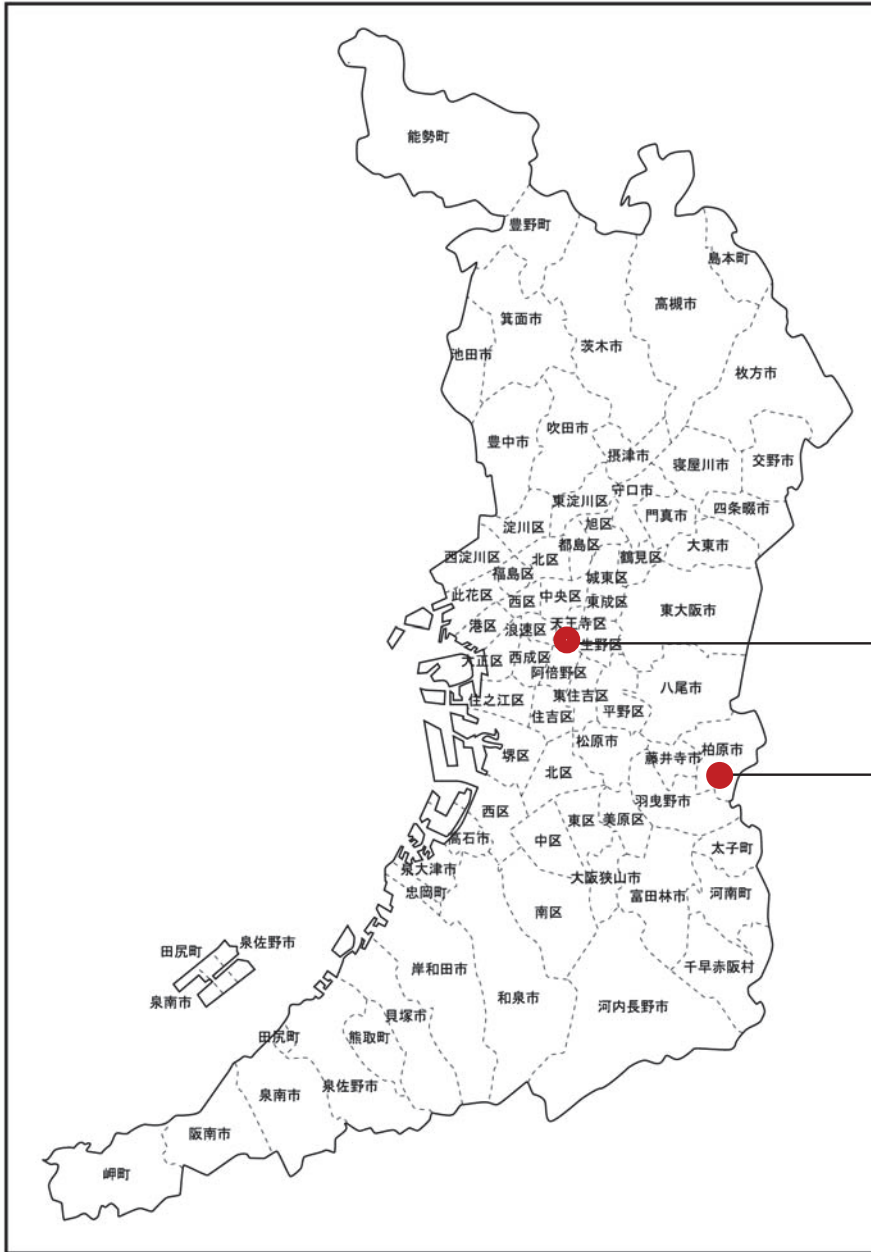 能勢町
豊野町
島本町
高槻市
箕面市
茨木市
池田市
枚方市
吹田市
豊中市
摂津市
寝屋川市
交野市
守口市
東淀川区
四条畷市
門真市
淀川区
旭区
都島区
大東市
西淀川区
北区
鶴見区
福島区
城東区
此花区
西区
中央区
東成区
東大阪市
港区
浪速区
天王寺区
生野区
大正区
西成区
阿倍野区
八尾市
住之江区
東住吉区
平野区
住吉区
松原市
柏原市
堺区
藤井寺市
北区
羽曳野市
西区
東区
美原区
高石市
中区
太子町
泉大津市
大阪狭山市
忠岡町
富田林市
河南町
南区
田尻町
泉佐野市
岸和田市
千早赤阪村
泉南市
和泉市
河内長野市
貝塚市
田尻町
熊取町
泉佐野市
泉南市
阪南市
岬町